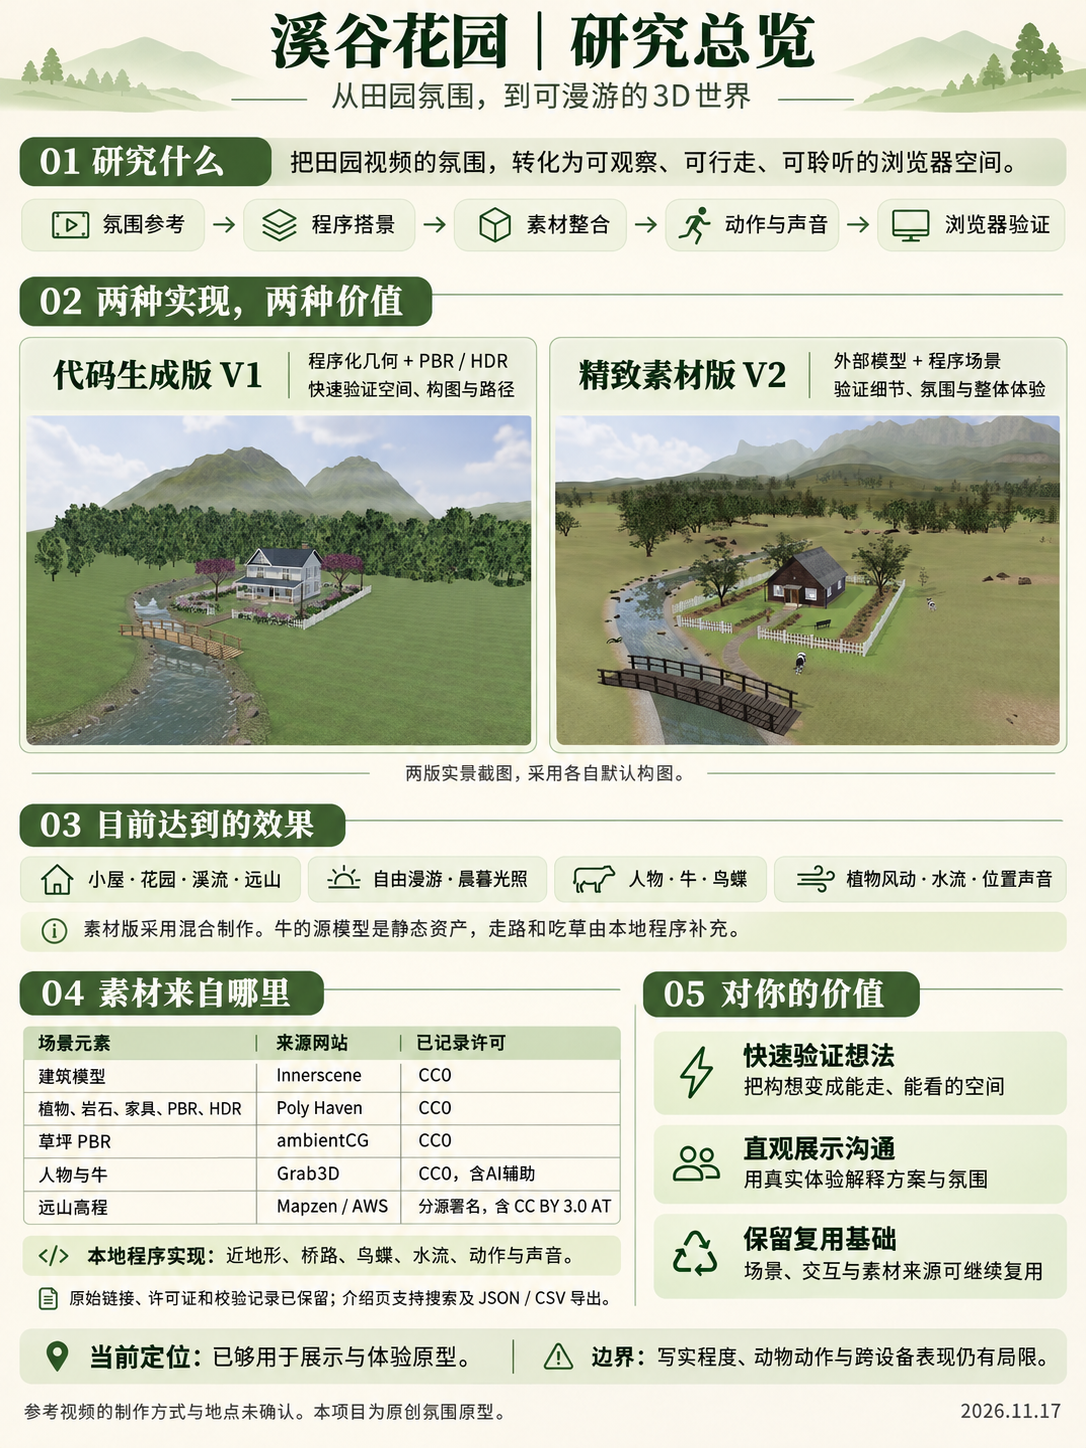 溪谷花园｜研究总览
从田园氛围，到可漫游的3D世界
01 研究什么
把田园视频的氛围，转化为可观察、可行走、可聆听的浏览器空间。
氛围参考 → 程序搭景 → 素材整合 → 动作与声音 → 浏览器验证
02 两种实现，两种价值
代码生成版 V1
程序化几何 + PBR / HDR
快速验证空间、构图与路径
精致素材版 V2
外部模型 + 程序场景
验证细节、氛围与整体体验
两版实景截图，采用各自默认构图。
03 目前达到的效果
小屋 · 花园 · 溪流 · 远山
自由漫游 · 晨暮光照
人物 · 牛 · 鸟蝶
植物风动 · 水流 · 位置声音
素材版采用混合制作。牛的源模型是静态资产，走路和吃草由本地程序补充。
04 素材来自哪里
场景元素 来源网站 已记录许可
建筑模型 Innerscene CC0
植物、岩石、家具、PBR、HDR Poly Haven CC0
草坪 PBR ambientCG CC0
人物与牛 Grab3D CC0，含AI辅助
远山高程 Mapzen / AWS 分源署名，含 CC BY 3.0 AT
本地程序实现：近地形、桥路、鸟蝶、水流、动作与声音。
原始链接、许可证和校验记录已保留；介绍页支持搜索及 JSON / CSV 导出。
05 对你的价值
快速验证想法
把构想变成能走、能看的空间
直观展示沟通
用真实体验解释方案与氛围
保留复用基础
场景、交互与素材来源可继续复用
当前定位：已够用于展示与体验原型。
边界：写实程度、动物动作与跨设备表现仍有局限。
参考视频的制作方式与地点未确认。本项目为原创氛围原型。
2026.11.17